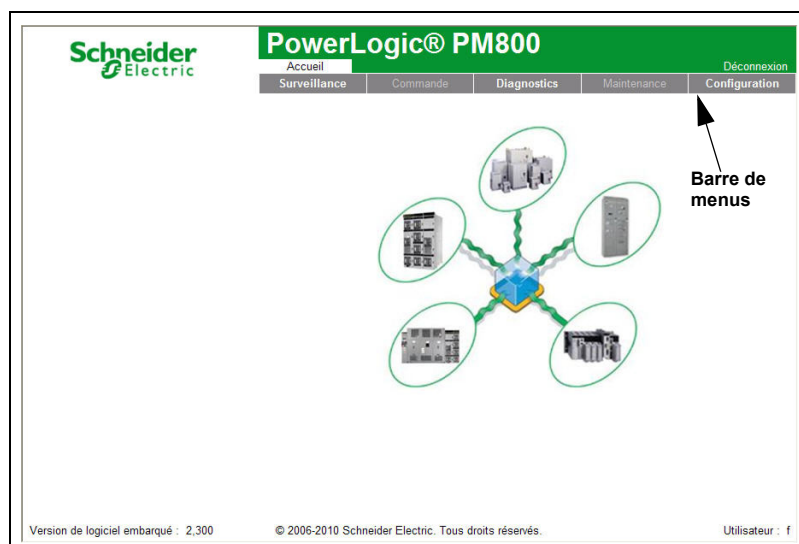 Schneider
Electric
PowerLogic® PM800
Accueil
Déconnexion
Surveillance Commande Diagnostics Maintenance Configuration
Barre de
menus
Version de logiciel embarqué : 2,300 © 2006-2010 Schneider Electric. Tous droits réservés. Utilisateur : f